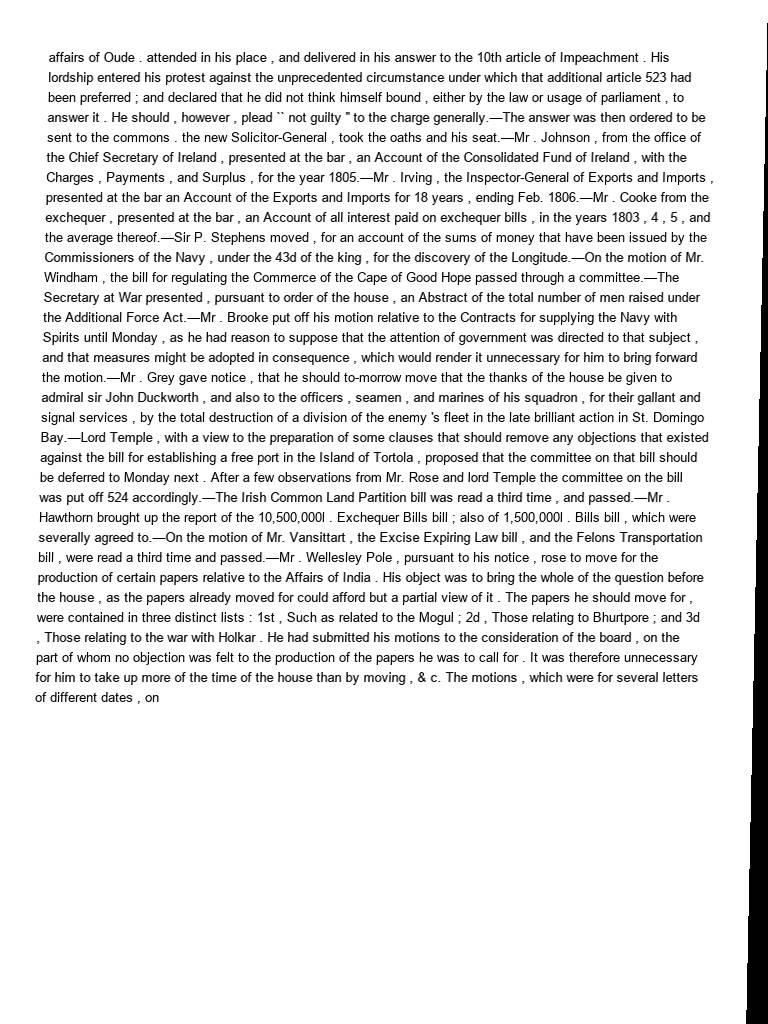 affairs of Oude . attended in his place , and delivered in his answer to the 10th article of Impeachment . His
lordship entered his protest against the unprecedented circumstance under which that additional article 523 had
been preferred ; and declared that he did not think himself bound , either by the law or usage of parliament , to
answer it . He should , however , plead `` not guilty '' to the charge generally.—The answer was then ordered to be
sent to the commons . the new Solicitor-General , took the oaths and his seat.—Mr . Johnson , from the office of
the Chief Secretary of Ireland , presented at the bar , an Account of the Consolidated Fund of Ireland , with the
Charges , Payments , and Surplus , for the year 1805.—Mr . Irving , the Inspector-General of Exports and Imports ,
presented at the bar an Account of the Exports and Imports for 18 years , ending Feb. 1806.—Mr . Cooke from the
exchequer , presented at the bar , an Account of all interest paid on exchequer bills , in the years 1803 , 4 , 5 , and
the average thereof.—Sir P. Stephens moved , for an account of the sums of money that have been issued by the
Commissioners of the Navy , under the 43d of the king , for the discovery of the Longitude.—On the motion of Mr.
Windham , the bill for regulating the Commerce of the Cape of Good Hope passed through a committee.—The
Secretary at War presented , pursuant to order of the house , an Abstract of the total number of men raised under
the Additional Force Act.—Mr . Brooke put off his motion relative to the Contracts for supplying the Navy with
Spirits until Monday , as he had reason to suppose that the attention of government was directed to that subject ,
and that measures might be adopted in consequence , which would render it unnecessary for him to bring forward
the motion.—Mr . Grey gave notice , that he should to-morrow move that the thanks of the house be given to
admiral sir John Duckworth , and also to the officers , seamen , and marines of his squadron , for their gallant and
signal services , by the total destruction of a division of the enemy 's fleet in the late brilliant action in St. Domingo
Bay.—Lord Temple , with a view to the preparation of some clauses that should remove any objections that existed
against the bill for establishing a free port in the Island of Tortola , proposed that the committee on that bill should
be deferred to Monday next . After a few observations from Mr. Rose and lord Temple the committee on the bill
was put off 524 accordingly.—The Irish Common Land Partition bill was read a third time , and passed.—Mr .
Hawthorn brought up the report of the 10,500,000l . Exchequer Bills bill ; also of 1,500,000l . Bills bill , which were
severally agreed to.—On the motion of Mr. Vansittart , the Excise Expiring Law bill , and the Felons Transportation
bill , were read a third time and passed.—Mr . Wellesley Pole , pursuant to his notice , rose to move for the
production of certain papers relative to the Affairs of India . His object was to bring the whole of the question before
the house , as the papers already moved for could afford but a partial view of it . The papers he should move for ,
were contained in three distinct lists : 1st , Such as related to the Mogul ; 2d , Those relating to Bhurtpore ; and 3d
, Those relating to the war with Holkar . He had submitted his motions to the consideration of the board , on the
part of whom no objection was felt to the production of the papers he was to call for . It was therefore unnecessary
for him to take up more of the time of the house than by moving , & c. The motions , which were for several letters
of different dates , on